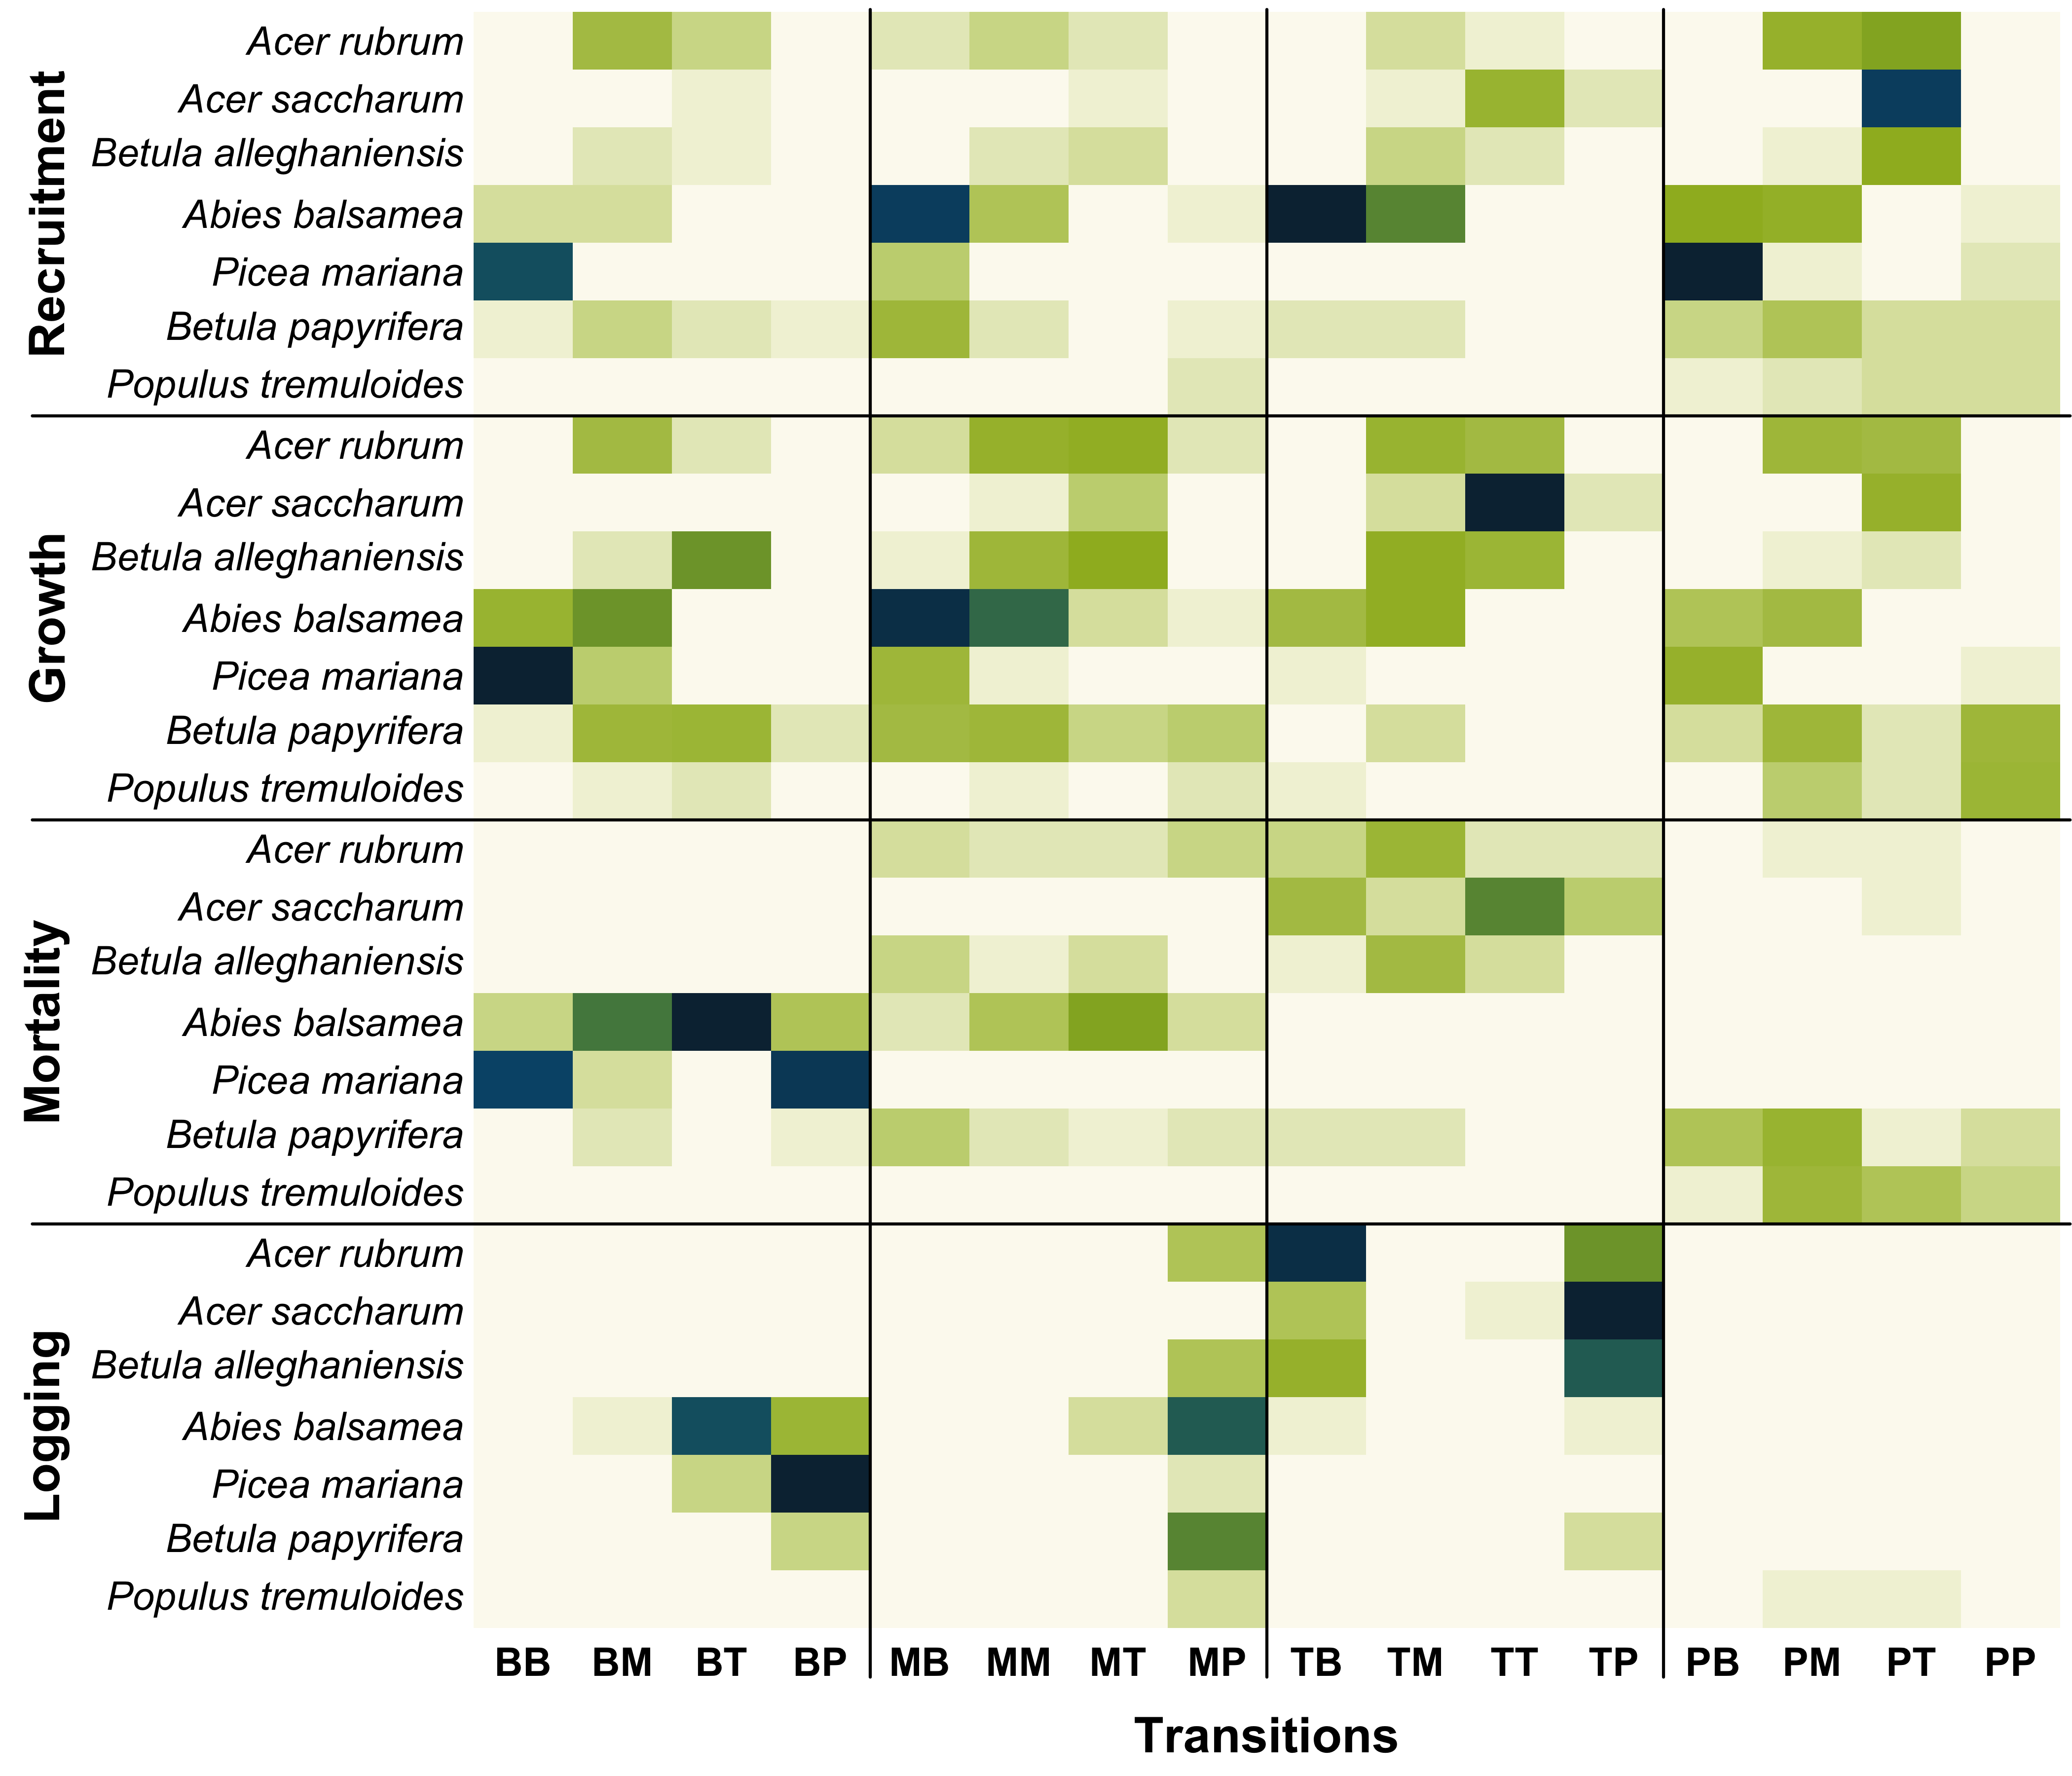 Recruitment
Acer rubrum
Acer saccharum
Betula alleghaniensis
Abies balsamea
Picea mariana
Betula papyrifera
Populus tremuloides
Growth
Acer rubrum
Acer saccharum
Betula alleghaniensis
Abies balsamea
Picea mariana
Betula papyrifera
Populus tremuloides
Mortality
Acer rubrum
Acer saccharum
Betula alleghaniensis
Abies balsamea
Picea mariana
Betula papyrifera
Populus tremuloides
Logging
Acer rubrum
Acer saccharum
Betula alleghaniensis
Abies balsamea
Picea mariana
Betula papyrifera
Populus tremuloides
BB BM BT BP MB MM MT MP TB TM TT TP PB PM PT PP
Transitions